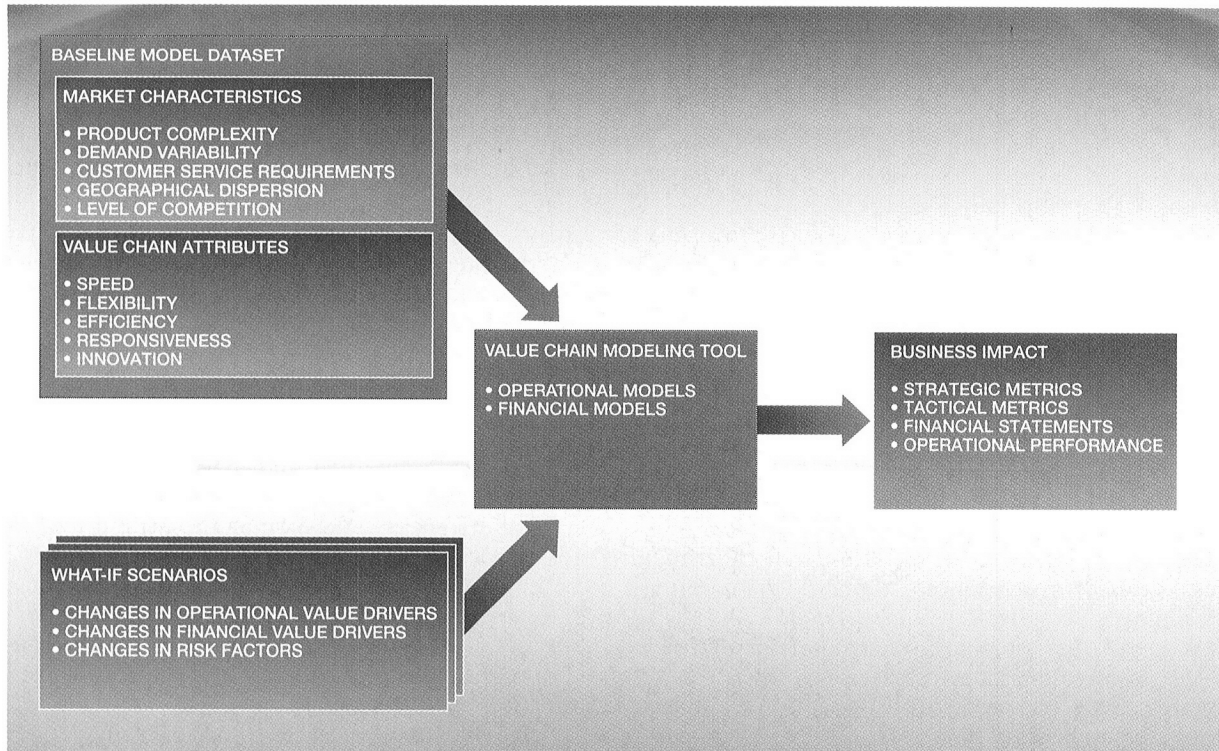 BASELINE MODEL DATASET
MARKET CHARACTERISTICS
• PRODUCT COMPLEXITY
• DEMAND VARIABILITY
• CUSTOMER SERVICE REQUIREMENTS
• GEOGRAPHICAL DISPERSION
• LEVEL OF COMPETITION
VALUE CHAIN ATTRIBUTES
• SPEED
• FLEXIBILITY
• EFFICIENCY
• RESPONSIVENESS
• INNOVATION
VALUE CHAIN MODELING TOOL
• OPERATIONAL MODELS
• FINANCIAL MODELS
BUSINESS IMPACT
• STRATEGIC METRICS
• TACTICAL METRICS
• FINANCIAL STATEMENTS
• OPERATIONAL PERFORMANCE
WHAT-IF SCENARIOS
• CHANGES IN OPERATIONAL VALUE DRIVERS
• CHANGES IN FINANCIAL VALUE DRIVERS
• CHANGES IN RISK FACTORS